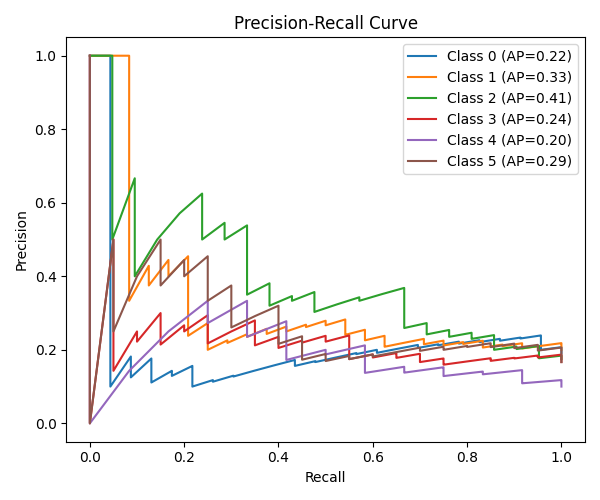 Precision-Recall Curve
Class 0 (AP=0.22)
Class 1 (AP=0.33)
Class 2 (AP=0.41)
Class 3 (AP=0.24)
Class 4 (AP=0.20)
Class 5 (AP=0.29)
Precision
1.0
0.8
0.6
0.4
0.2
0.0
0.0 0.2 0.4 0.6 0.8 1.0
Recall